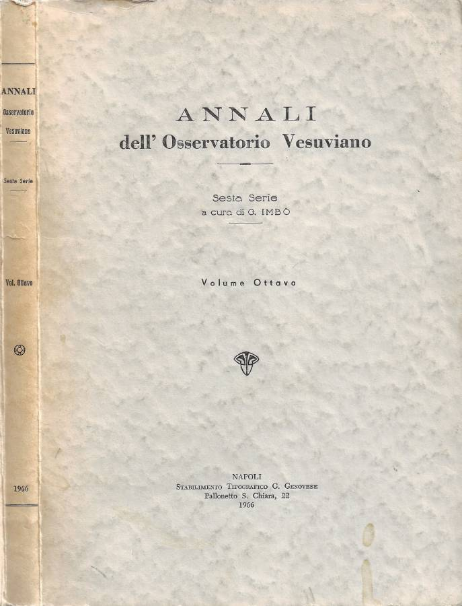 ANNALI
Osservatorio
Vesuviano
Sesta Serie
Vol. Ottavo
1966
ANNALI
dell' Osservatorio Vesuviano
Sesta Serie
a cura di G. IMBÒ
Volume Ottavo
NAPOLI
STABILIMENTO TIPOGRAFICO G. GENOVESE
Pallonetto S. Chiara, 22
1966